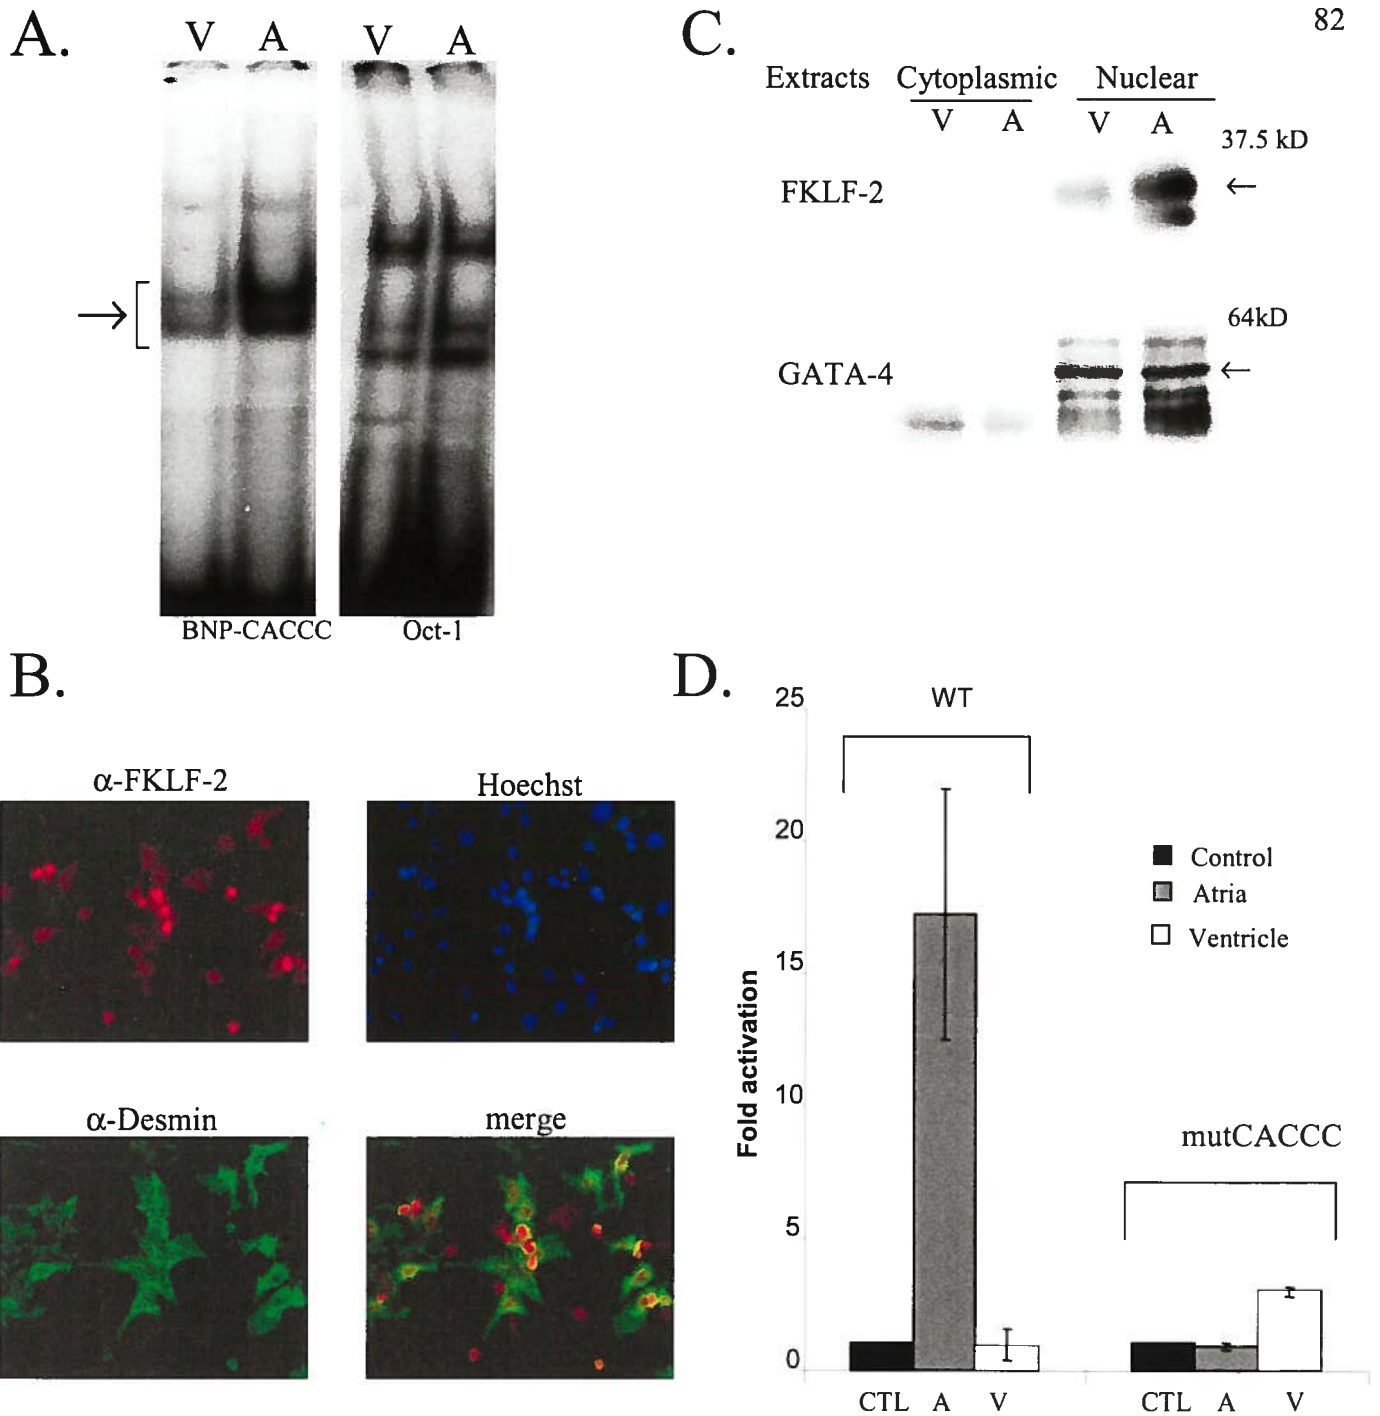 82
A.
V A V A
BNP-CACCC Oct-1
B.
α-FKLF-2 Hoechst
α-Desmin merge
C.
Extracts Cytoplasmic Nuclear
V A V A
37.5 kD
FKLF-2 ←
64kD
GATA-4 ←
D.
25
20
15
10
5
0
Fold activation
WT
Control
Atria
Ventricle
mutCACCC
CTL A V CTL A V